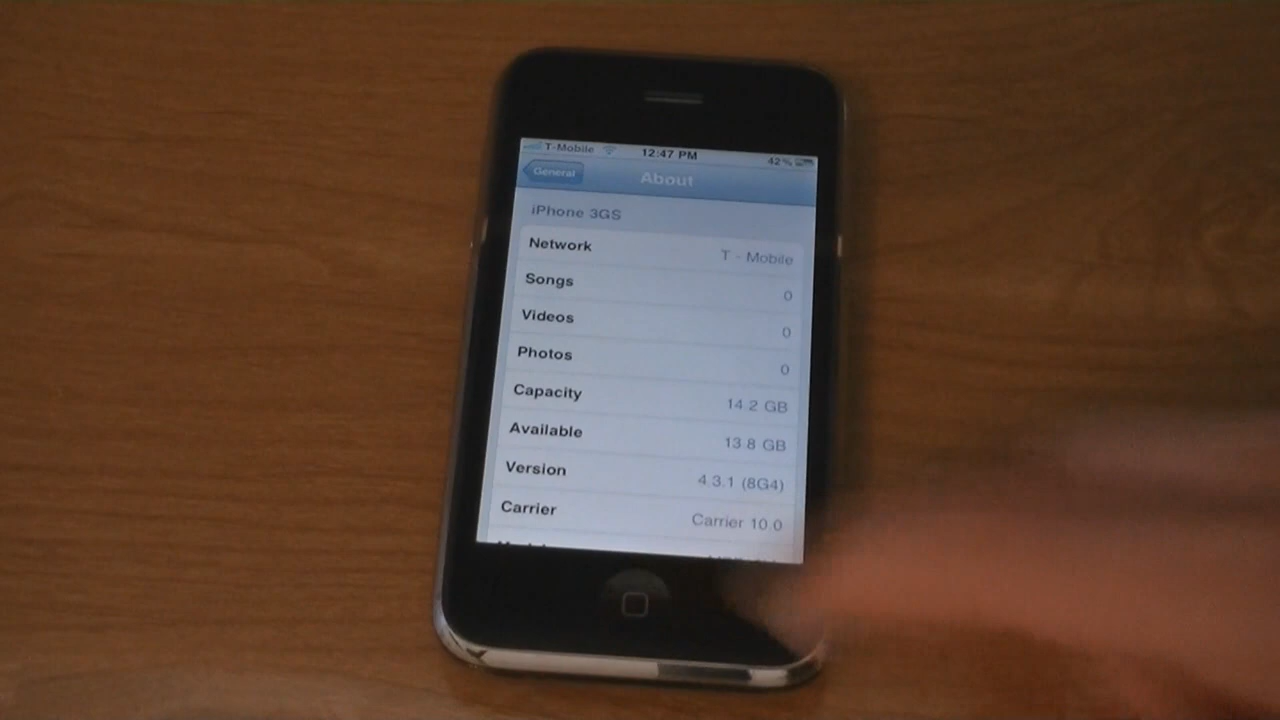 T-Mobile 12:47 PM 42%
General About
iPhone 3GS
Network T - Mobile
Songs 0
Videos 0
Photos 0
Capacity 14.2 GB
Available 13.8 GB
Version 4.3.1 (8G4)
Carrier Carrier 10.0